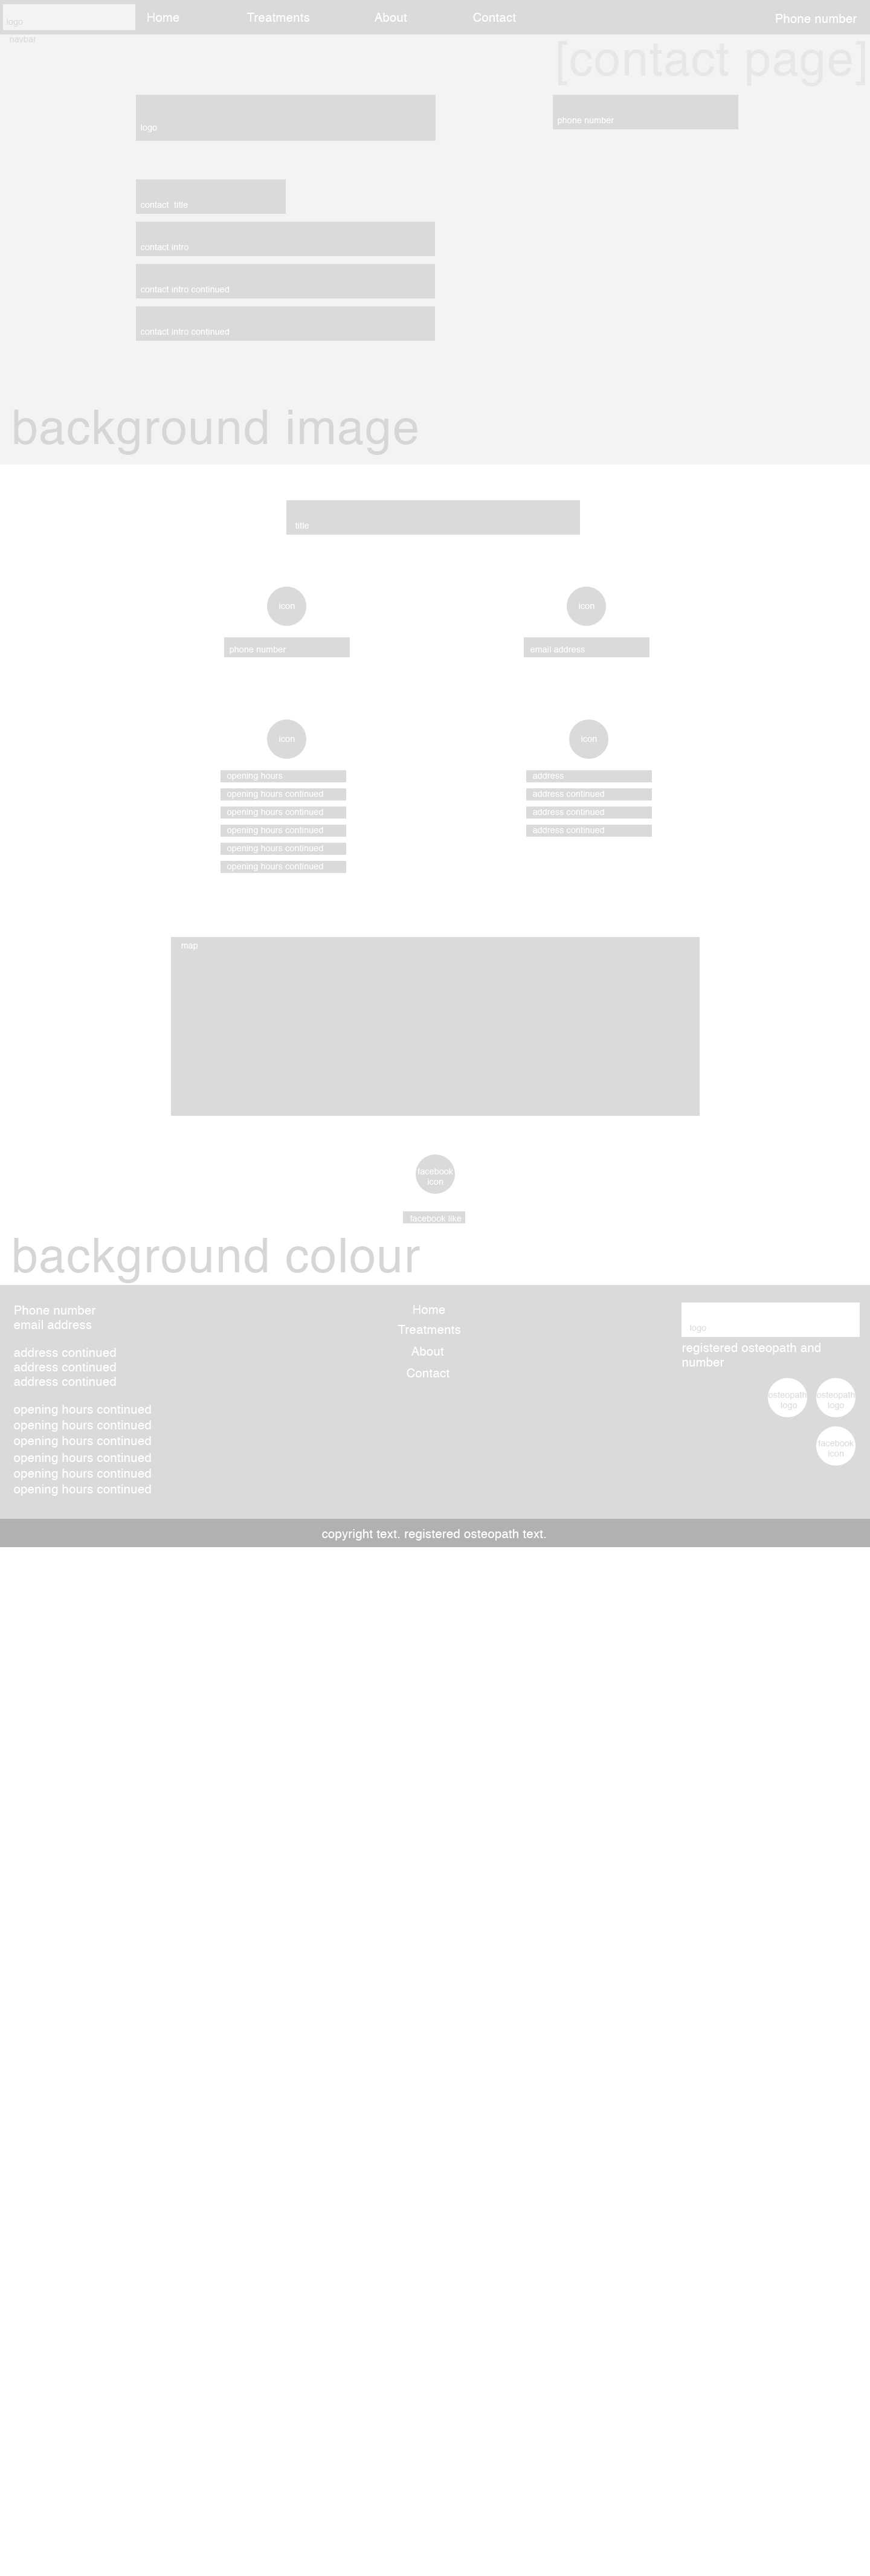 logo
Home
Treatments
About
Contact
Phone number
navbar
[contact page]
logo
phone number
contact title
contact intro
contact intro continued
contact intro continued
background image
title
icon
icon
phone number
email address
icon
icon
opening hours
opening hours continued
opening hours continued
opening hours continued
opening hours continued
opening hours continued
address
address continued
address continued
address continued
map
facebook
icon
facebook like
background colour
Phone number
email address
address continued
address continued
address continued
opening hours continued
opening hours continued
opening hours continued
opening hours continued
opening hours continued
opening hours continued
Home
Treatments
About
Contact
logo
registered osteopath and
number
osteopath
logo
osteopath
logo
facebook
icon
copyright text. registered osteopath text.